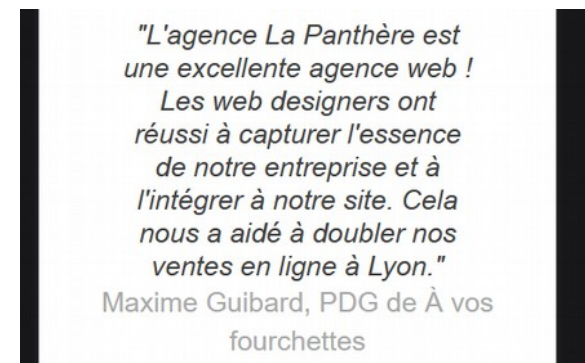 "L'agence La Panthère est
une excellente agence web !
Les web designers ont
réussi à capturer l'essence
de notre entreprise et à
l'intégrer à notre site. Cela
nous a aidé à doubler nos
ventes en ligne à Lyon."
Maxime Guibard, PDG de À vos
fourchettes